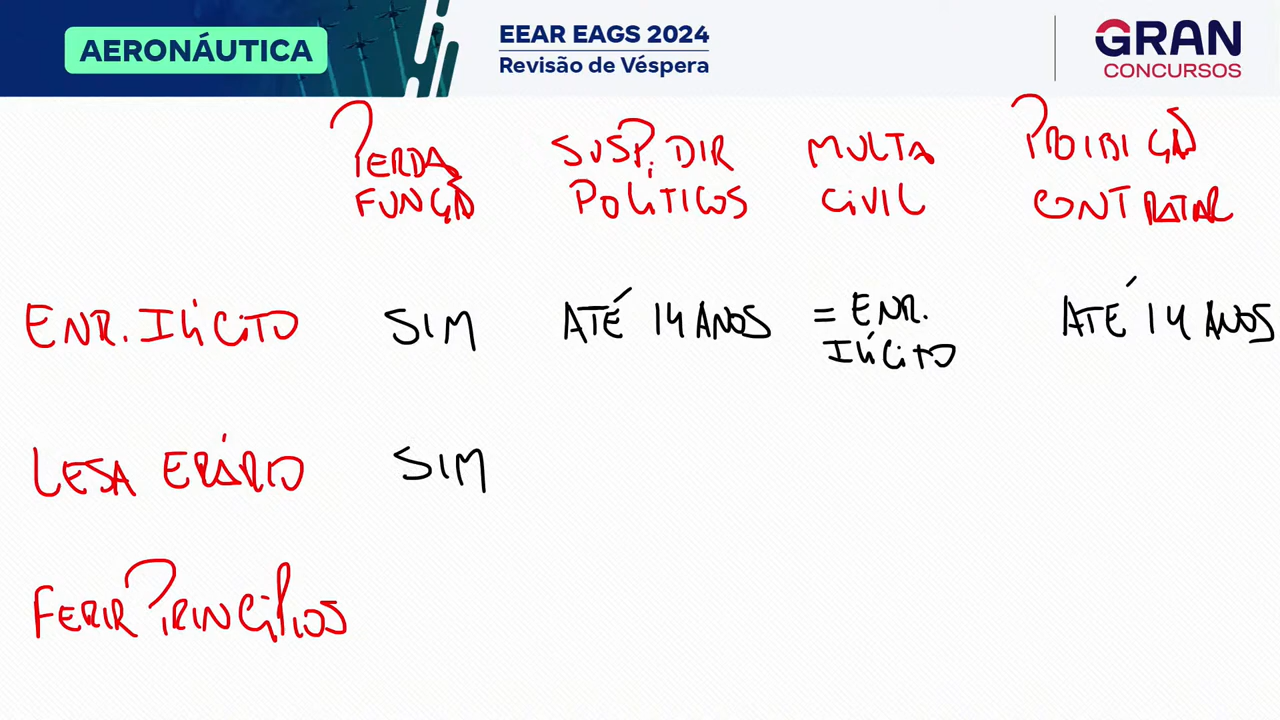 AERONÁUTICA
EEAR EAGS 2024
Revisão de Véspera
GRAN
CONCURSOS
PERDA
FUNÇÃO
SUSP. DIR
POLÍTICOS
MULTA
CIVIL
PROIBIÇÃO
CONTRATAR
ENR. ILÍCITO
SIM
ATÉ 14 ANOS
= ENR.
ILÍCITO
ATÉ 14 ANOS
LESA ERÁRIO
SIM
FERIR PRINCÍPIOS